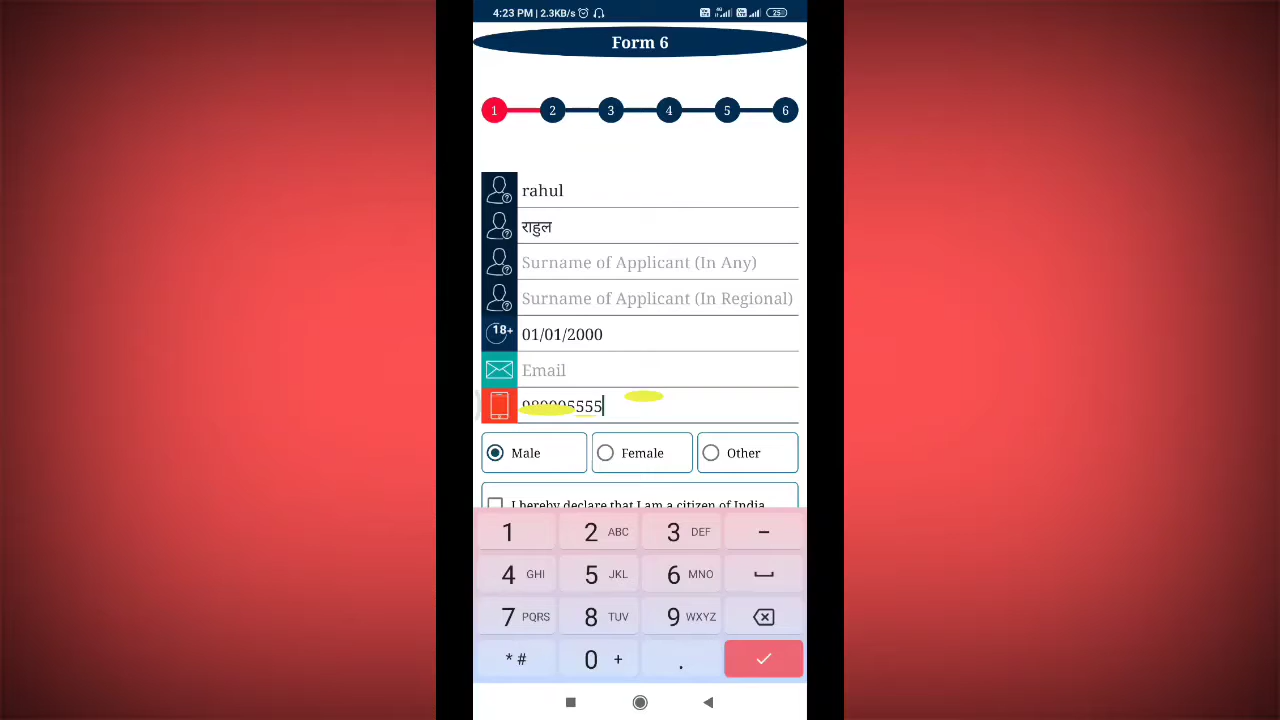 4:23 PM | 2.3KB/s 4G 25
Form 6
1 2 3 4 5 6
rahul
राहुल
Surname of Applicant (In Any)
Surname of Applicant (In Regional)
18+ 01/01/2000
Email
Male Female Other
I hereby declare that I am a citizen of India
1 2 ABC 3 DEF -
4 GHI 5 JKL 6 MNO
7 PQRS 8 TUV 9 WXYZ
* # 0 + .